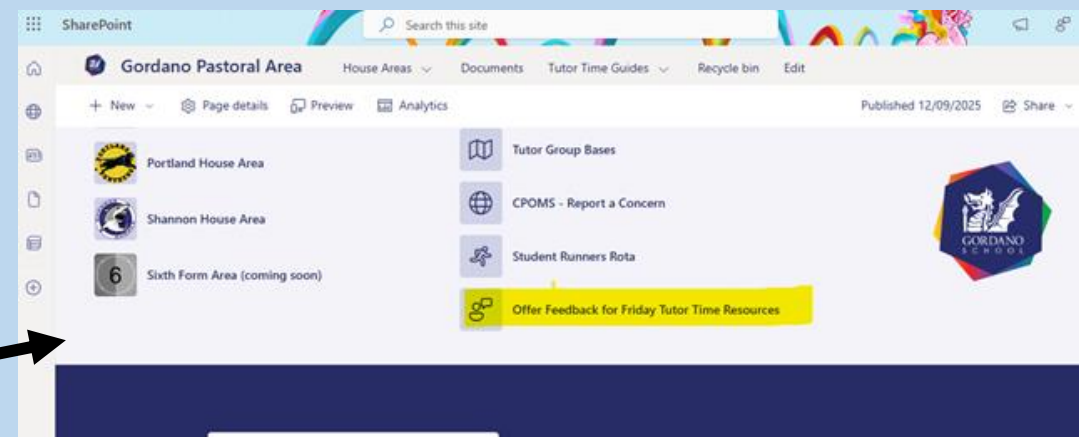 SharePoint
Search this site
Gordano Pastoral Area
House Areas
Documents
Tutor Time Guides
Recycle bin
Edit
+ New
Page details
Preview
Analytics
Published 12/09/2025
Share
Portland House Area
Shannon House Area
6
Sixth Form Area (coming soon)
Tutor Group Bases
CPOMS - Report a Concern
Student Runners Rota
Offer Feedback for Friday Tutor Time Resources
GORDANO
SCHOOL